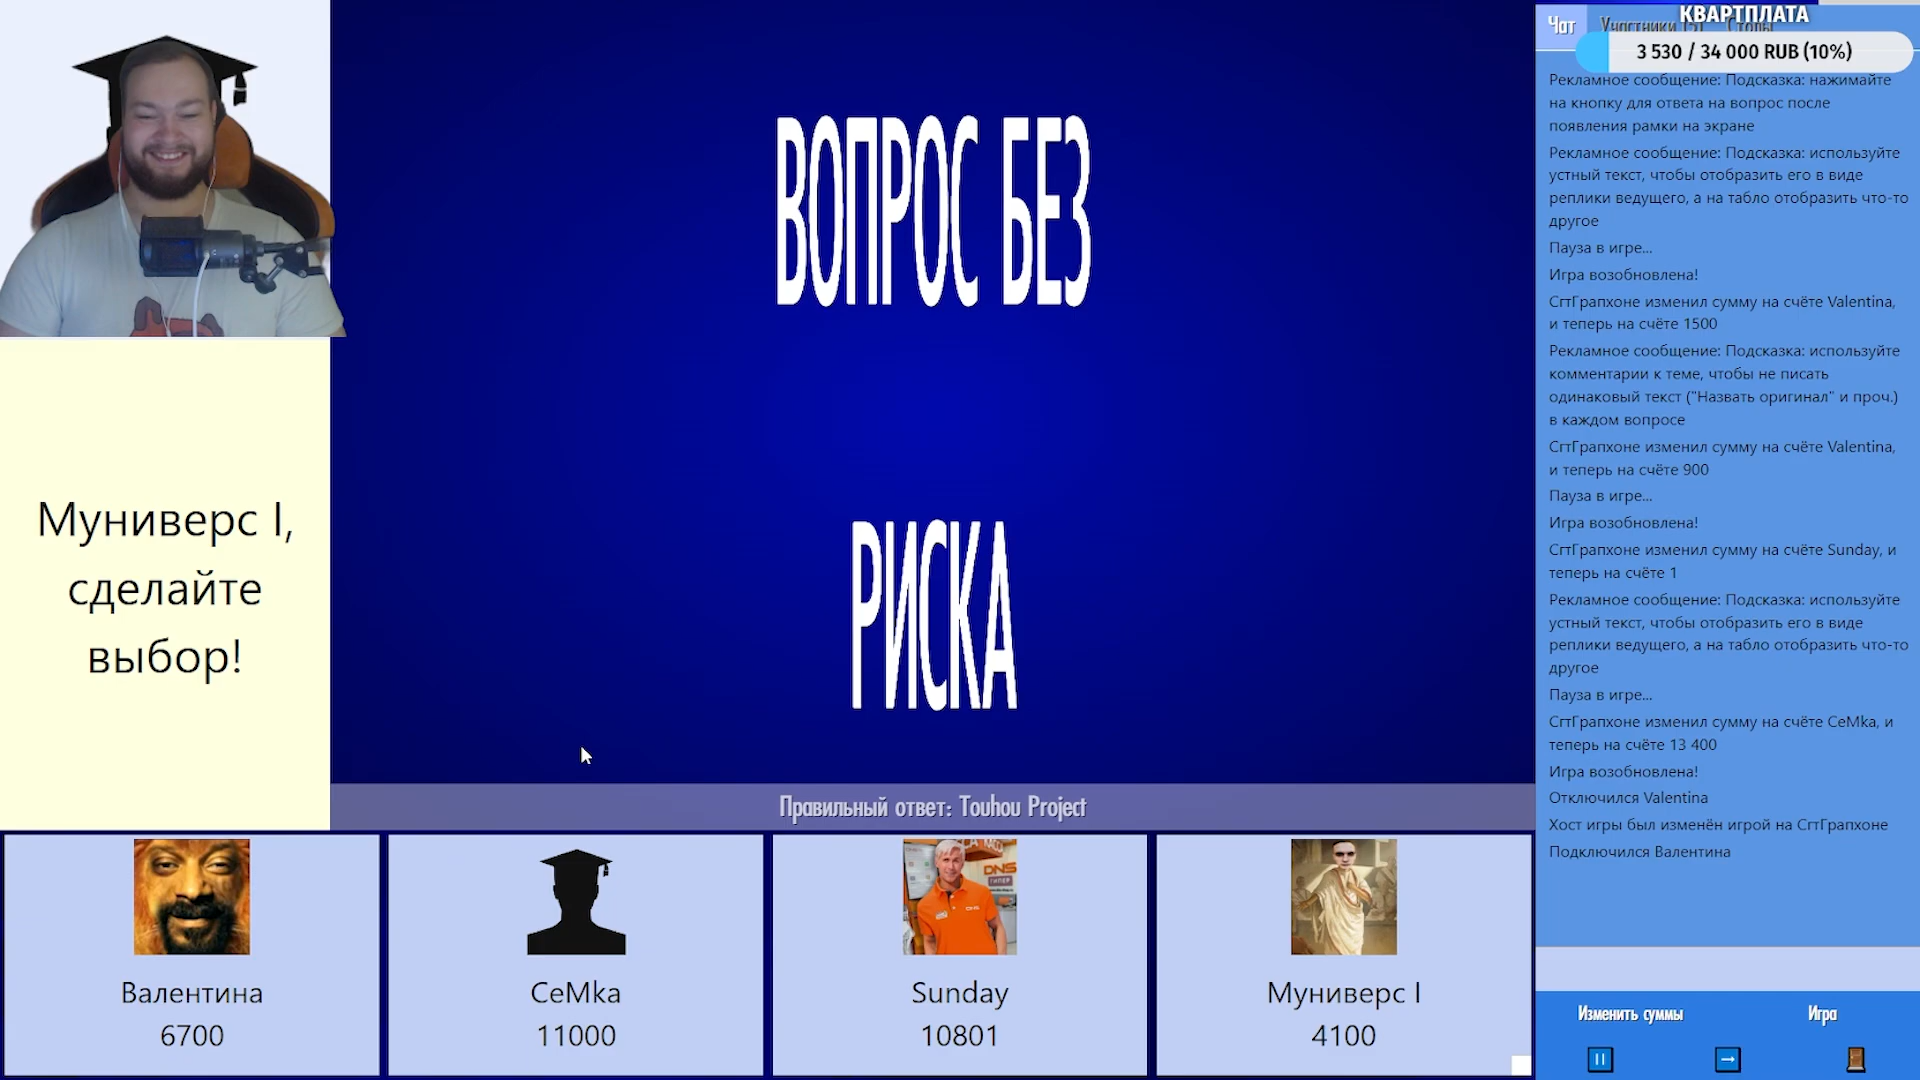 ВОПРОС БЕЗ
РИСКА
Муниверс I,
сделайте
выбор!
Правильный ответ: Touhou Project
Валентина
6700
CeMka
11000
DNS
ГИПЕР
Sunday
10801
Муниверс I
4100
КВАРТПЛАТА
Чат Участники (5) Столы
3 530 / 34 000 RUB (10%)
Рекламное сообщение: Подсказка: нажимайте
на кнопку для ответа на вопрос после
появления рамки на экране
Рекламное сообщение: Подсказка: используйте
устный текст, чтобы отобразить его в виде
реплики ведущего, а на табло отобразить что-то
другое
Пауза в игре...
Игра возобновлена!
СгтГрапхоне изменил сумму на счёте Valentina,
и теперь на счёте 1500
Рекламное сообщение: Подсказка: используйте
комментарии к теме, чтобы не писать
одинаковый текст ("Назвать оригинал" и проч.)
в каждом вопросе
СгтГрапхоне изменил сумму на счёте Valentina,
и теперь на счёте 900
Пауза в игре...
Игра возобновлена!
СгтГрапхоне изменил сумму на счёте Sunday, и
теперь на счёте 1
Рекламное сообщение: Подсказка: используйте
устный текст, чтобы отобразить его в виде
реплики ведущего, а на табло отобразить что-то
другое
Пауза в игре...
СгтГрапхоне изменил сумму на счёте CeMka, и
теперь на счёте 13 400
Игра возобновлена!
Отключился Valentina
Хост игры был изменён игрой на СгтГрапхоне
Подключился Валентина
Изменить суммы Игра